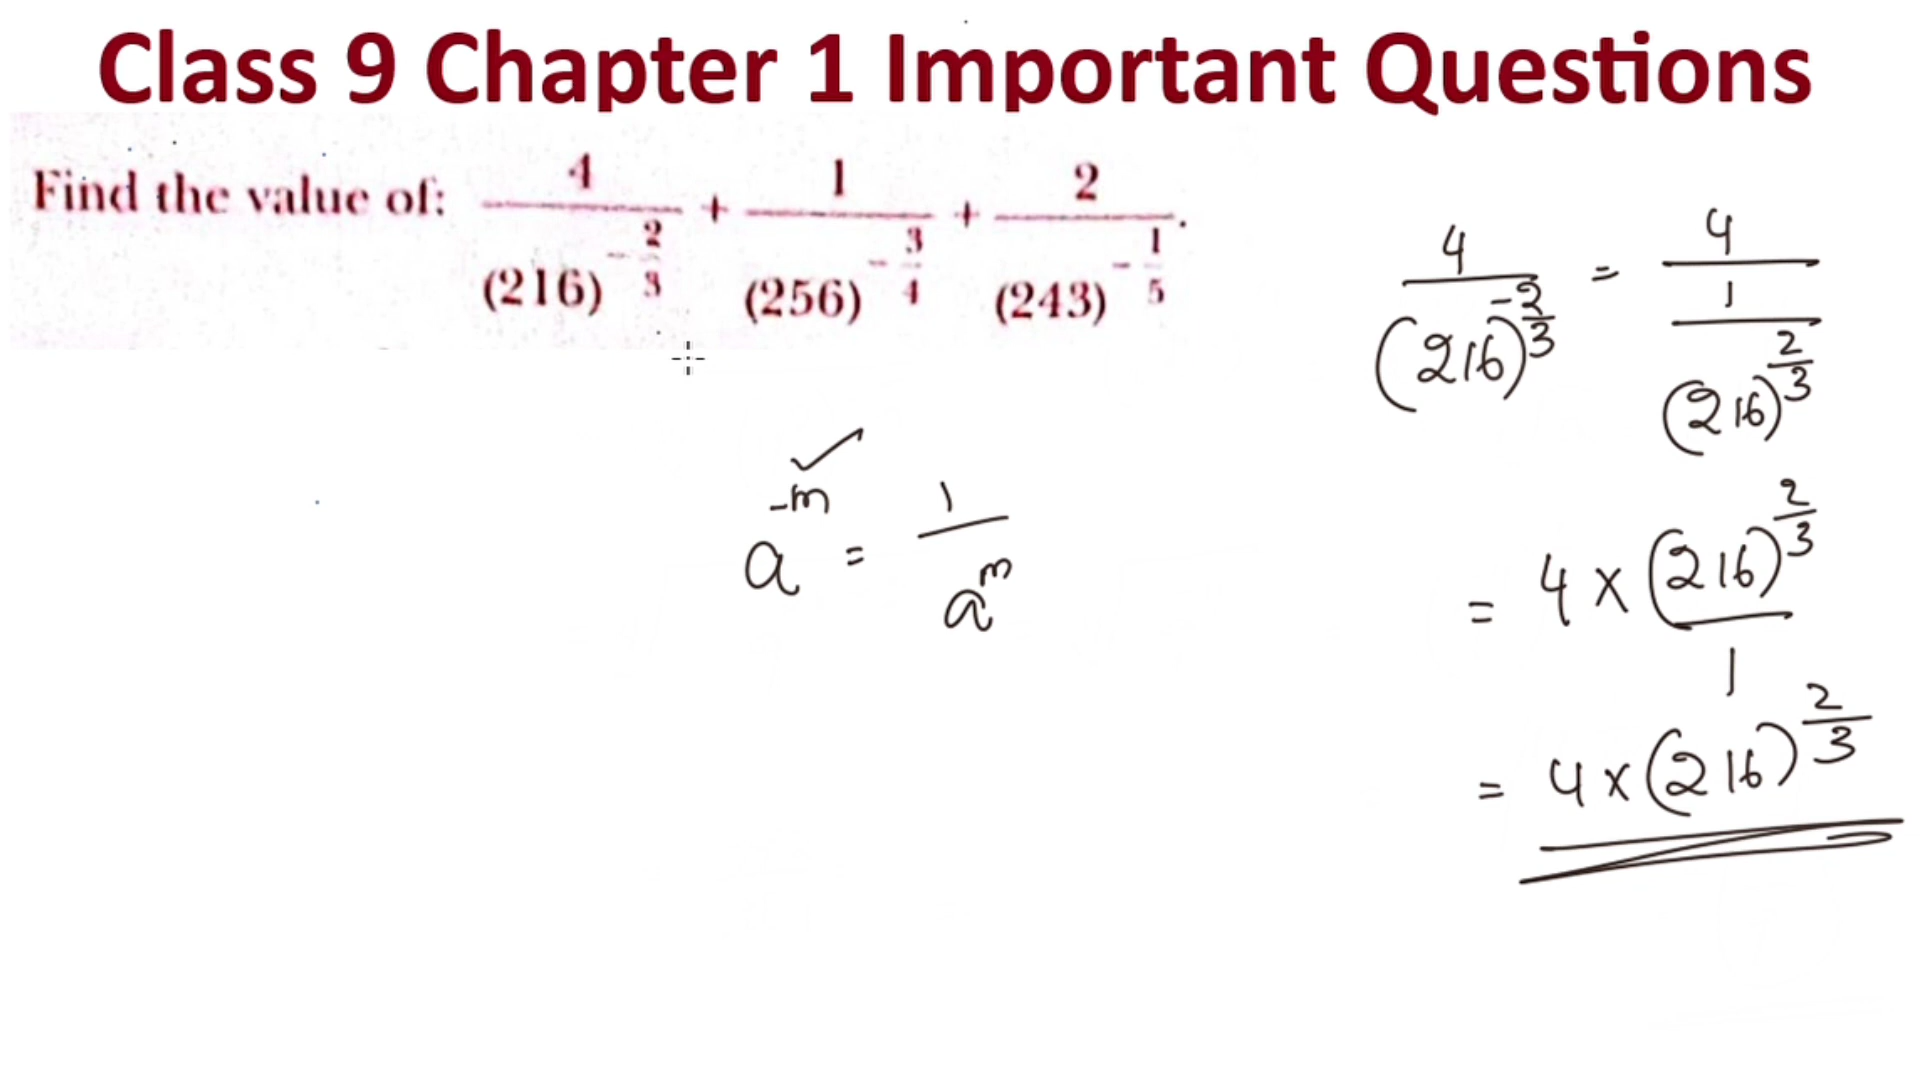 Class 9 Chapter 1 Important Questions
Find the value of: 4/(216)^(-2/3) + 1/(256)^(-3/4) + 2/(243)^(-1/5).
4/(216)^(-2/3) = 4/(1/(216)^(2/3))
a^(-m) = 1/a^m
= 4 × (216)^(2/3)/1
= 4 × (216)^(2/3)